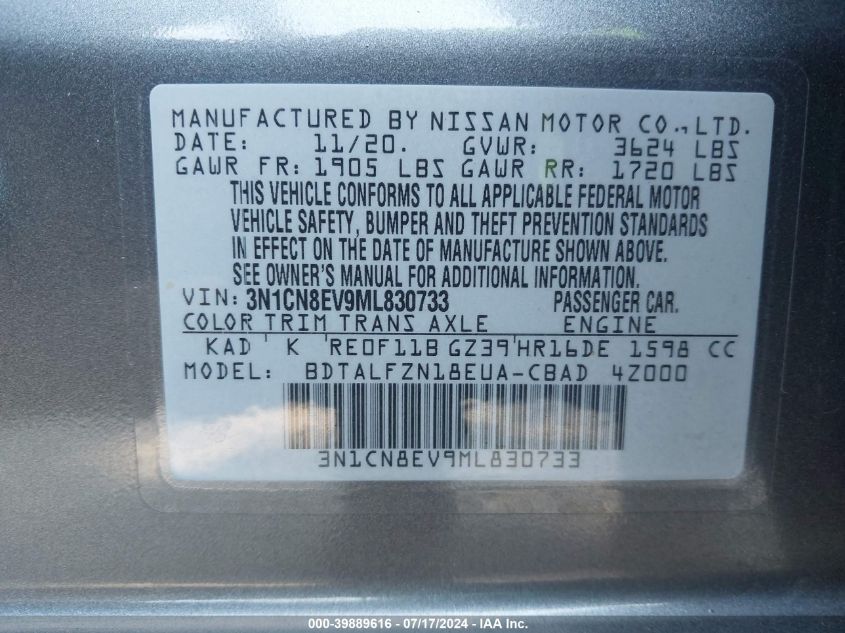 MANUFACTURED BY NISSAN MOTOR CO., LTD.
DATE: 11/20. GVWR: 3624 LBS
GAWR FR: 1905 LBS GAWR RR: 1720 LBS
THIS VEHICLE CONFORMS TO ALL APPLICABLE FEDERAL MOTOR
VEHICLE SAFETY, BUMPER AND THEFT PREVENTION STANDARDS
IN EFFECT ON THE DATE OF MANUFACTURE SHOWN ABOVE.
SEE OWNER'S MANUAL FOR ADDITIONAL INFORMATION.
VIN: 3N1CN8EV9ML830733 PASSENGER CAR.
COLOR TRIM TRANS AXLE ENGINE
KAD K RE0F11B GZ39 HR16DE 1598 CC
MODEL: BDTALFZN18EUA-CBAD 4Z000
3N1CN8EV9ML830733
000-39889616 - 07/17/2024 - IAA Inc.